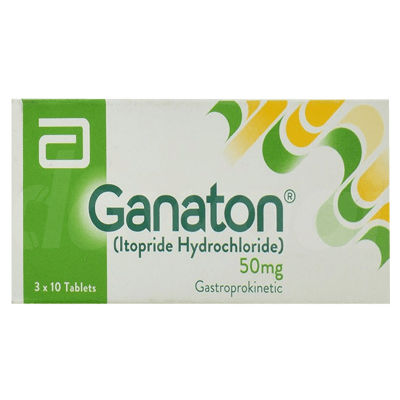 Ganaton®
(Itopride Hydrochloride)
50mg
Gastroprokinetic
3 x 10 Tablets